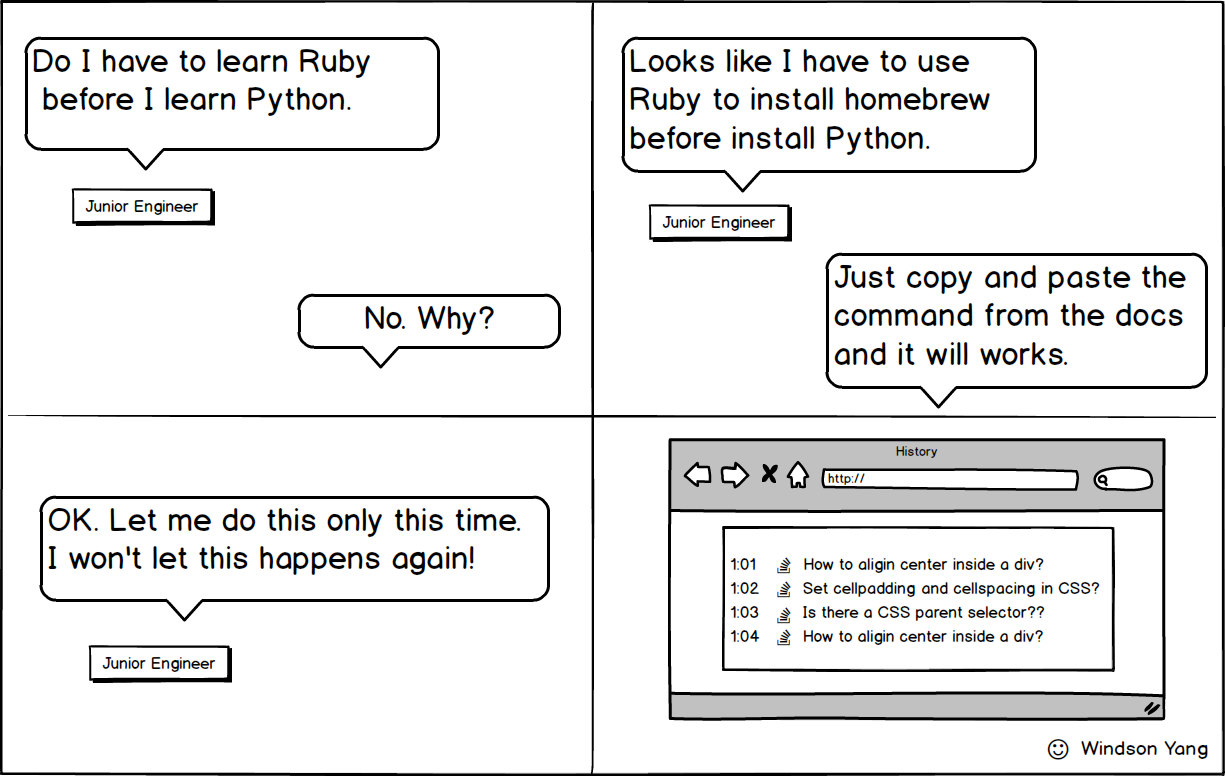 Do I have to learn Ruby
before I learn Python.
Junior Engineer
No. Why?
Looks like I have to use
Ruby to install homebrew
before install Python.
Junior Engineer
Just copy and paste the
command from the docs
and it will works.
OK. Let me do this only this time.
I won't let this happens again!
Junior Engineer
History
http://
1:01 How to aligin center inside a div?
1:02 Set cellpadding and cellspacing in CSS?
1:03 Is there a CSS parent selector??
1:04 How to aligin center inside a div?
Windson Yang